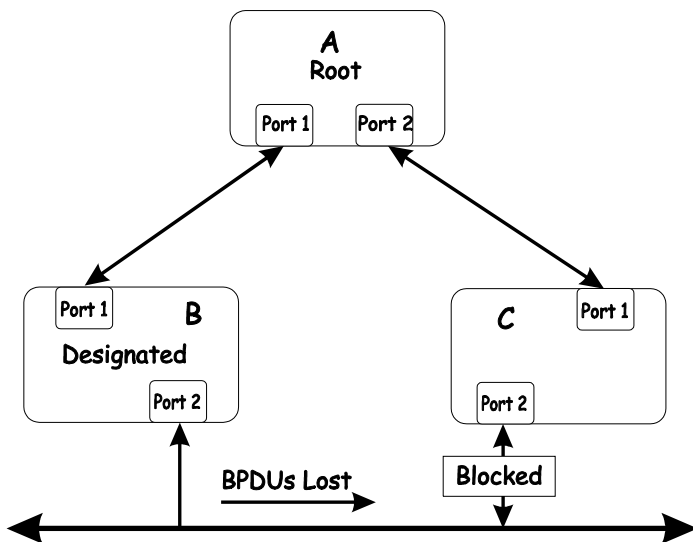 A
Root
Port 1
Port 2
Port 1
B
Designated
Port 2
C
Port 1
Port 2
BPDUs Lost
Blocked